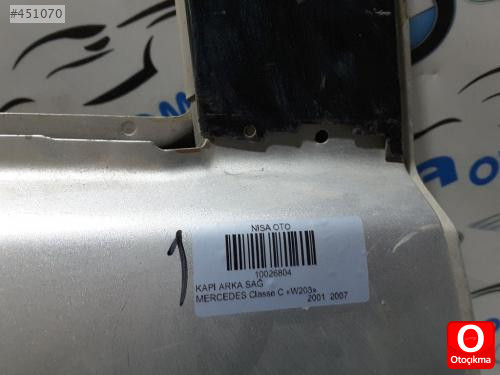 #451070
NISA OTO
10026804
KAPI ARKA SAĞ
MERCEDES Classe C «W203»
2001 2007
1
O
Otoçıkma